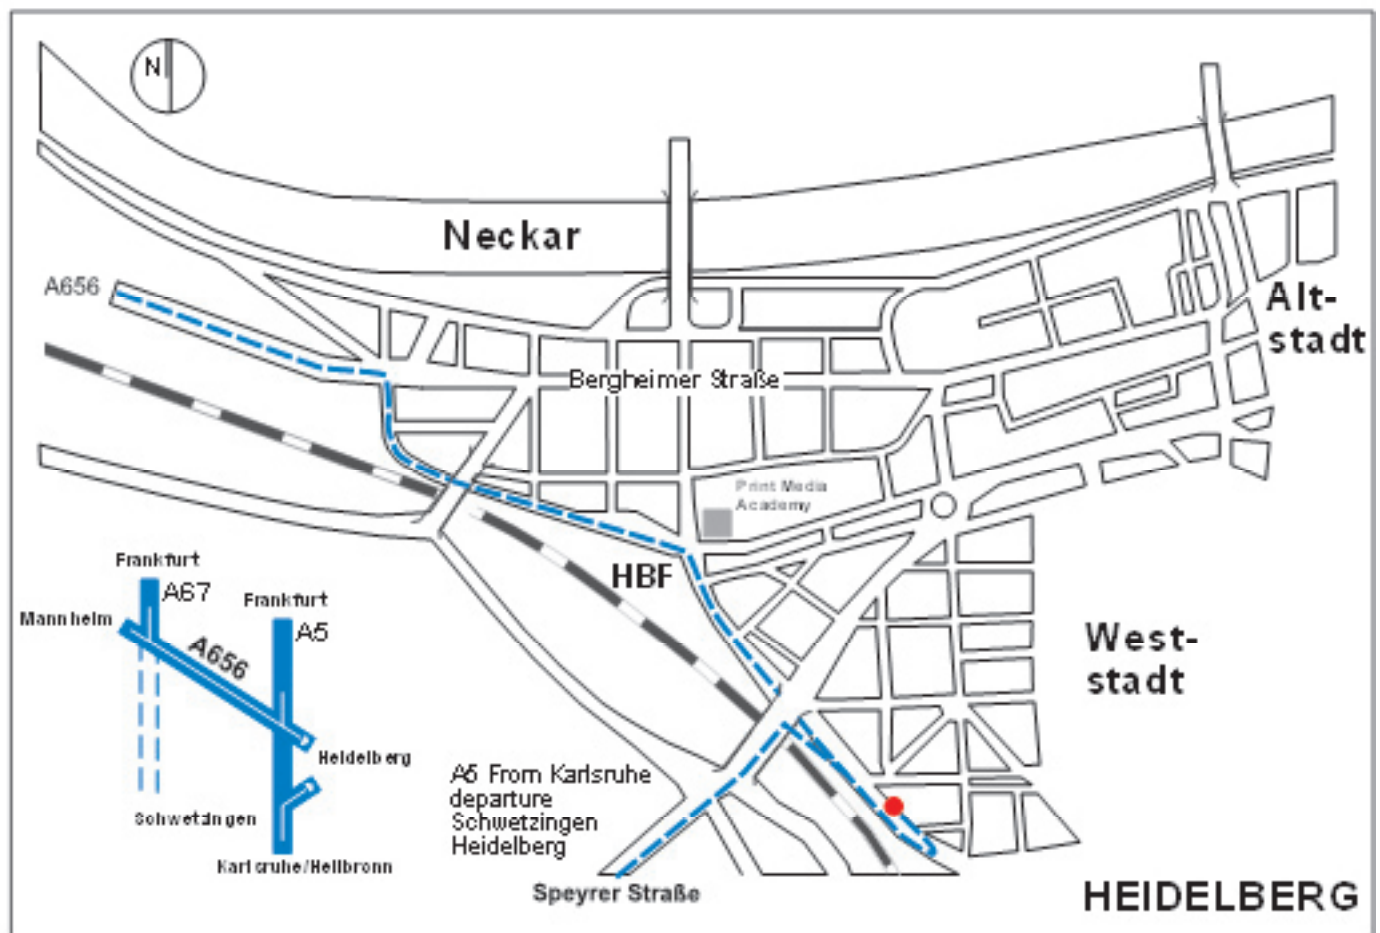 N
Neckar
A656
Alt-
stadt
Bergheimer Straße
Print Media
Academy
HBF
Frankfurt
A67
Frankfurt
Mannheim
A5
A656
West-
stadt
Heidelberg
A5 From Karlsruhe
departure
Schwetzingen
Heidelberg
Schwetzingen
Karlsruhe/Heilbronn
Speyrer Straße
HEIDELBERG